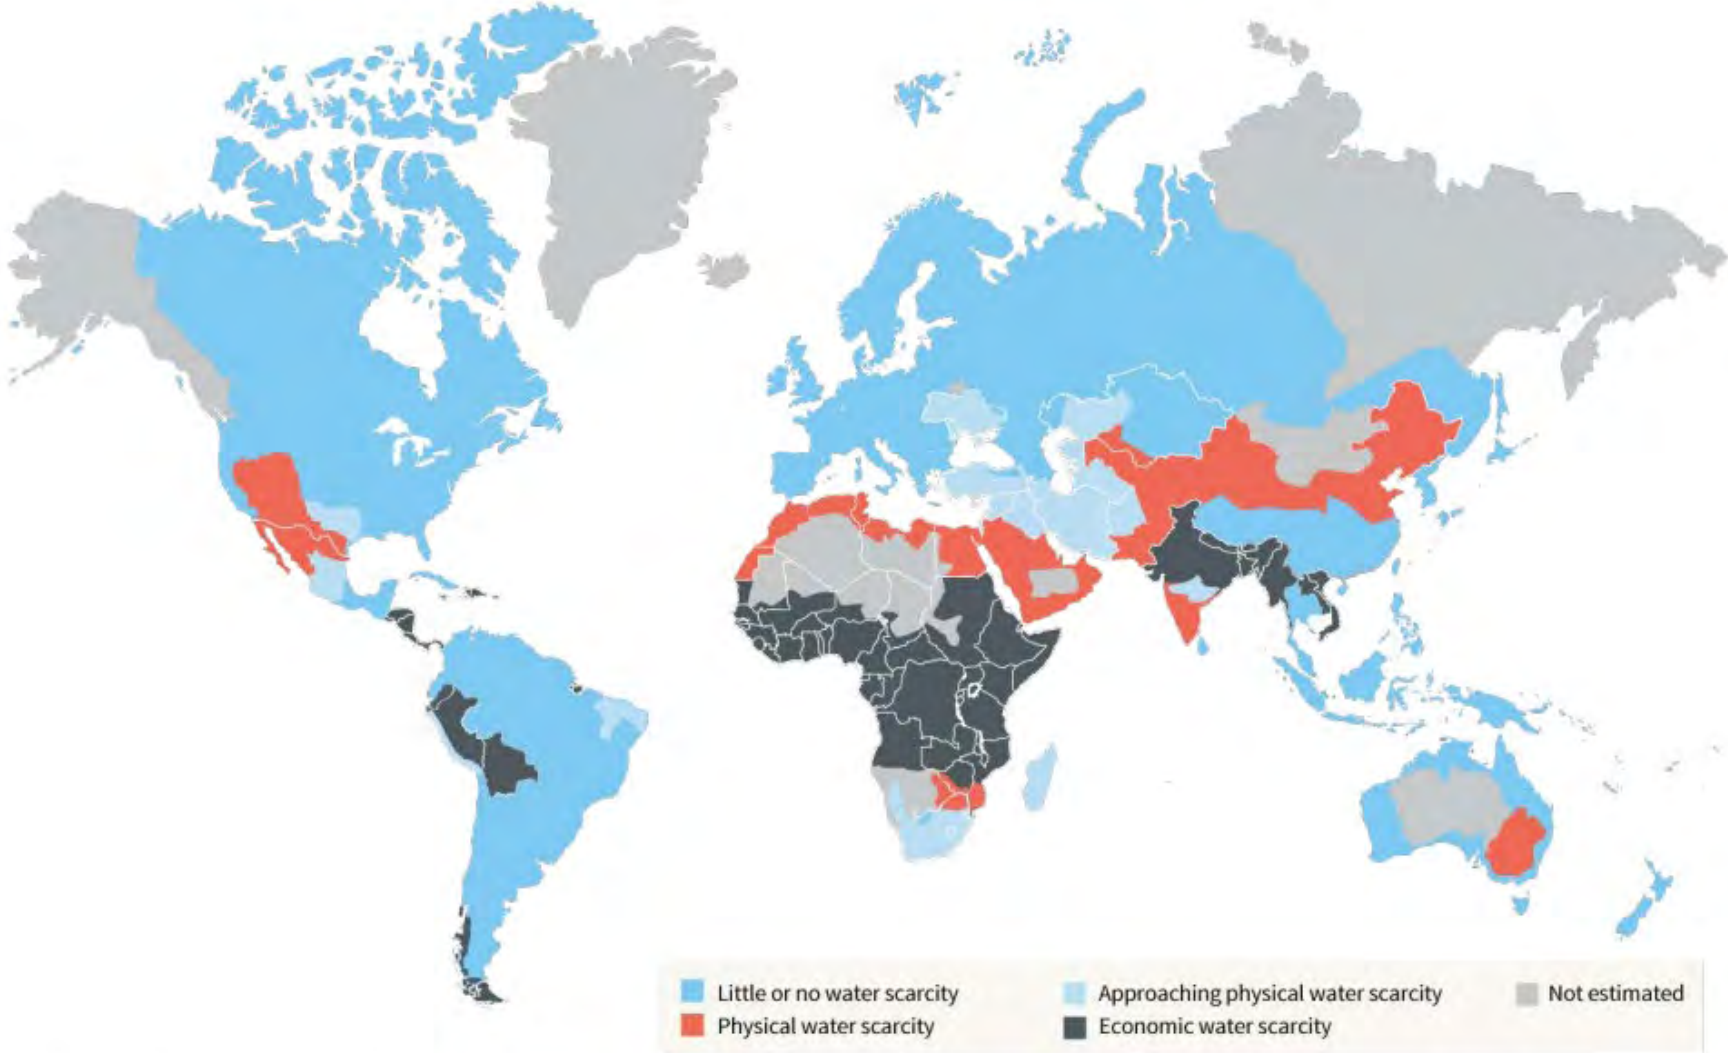 Little or no water scarcity
Approaching physical water scarcity
Not estimated
Physical water scarcity
Economic water scarcity